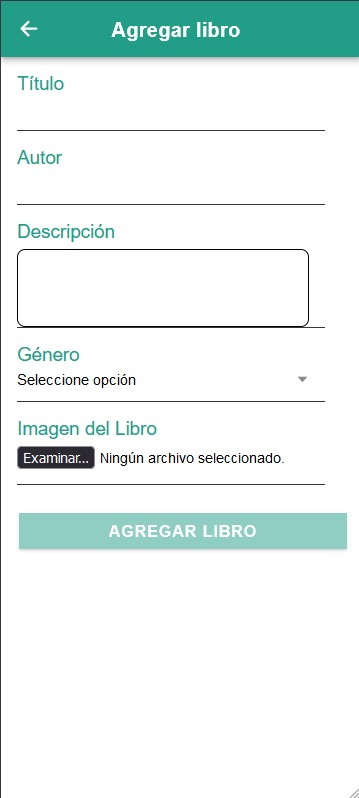 Agregar libro
Título
Autor
Descripción
Género
Seleccione opción
Imagen del Libro
Examinar... Ningún archivo seleccionado.
AGREGAR LIBRO